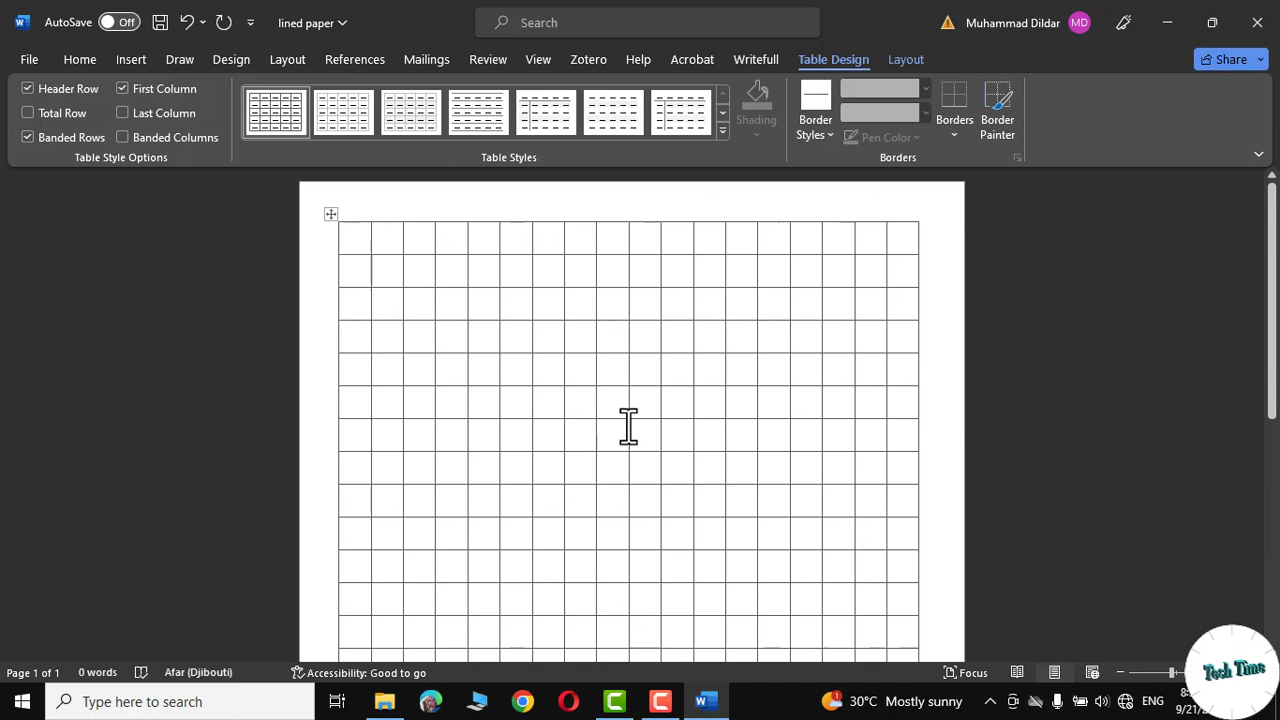 AutoSave Off lined paper Search Muhammad Dildar MD
File Home Insert Draw Design Layout References Mailings Review View Zotero Help Acrobat Writefull Table Design Layout Share
Header Row First Column
Total Row Last Column
Banded Rows Banded Columns
Table Style Options
Table Styles
Shading
Border Styles
Pen Color
Borders
Border Painter
Borders
Page 1 of 1 0 words Afar (Djibouti) Accessibility: Good to go Focus
Tech Time
Type here to search 1 30°C Mostly sunny ENG